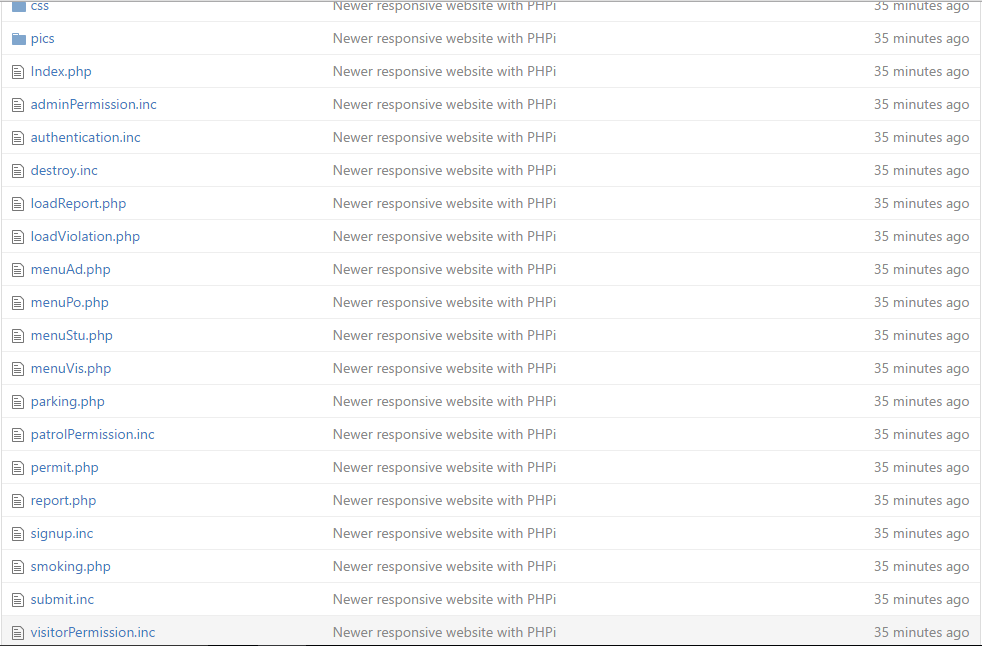 css Newer responsive website with PHPi 35 minutes ago
pics Newer responsive website with PHPi 35 minutes ago
Index.php Newer responsive website with PHPi 35 minutes ago
adminPermission.inc Newer responsive website with PHPi 35 minutes ago
authentication.inc Newer responsive website with PHPi 35 minutes ago
destroy.inc Newer responsive website with PHPi 35 minutes ago
loadReport.php Newer responsive website with PHPi 35 minutes ago
loadViolation.php Newer responsive website with PHPi 35 minutes ago
menuAd.php Newer responsive website with PHPi 35 minutes ago
menuPo.php Newer responsive website with PHPi 35 minutes ago
menuStu.php Newer responsive website with PHPi 35 minutes ago
menuVis.php Newer responsive website with PHPi 35 minutes ago
parking.php Newer responsive website with PHPi 35 minutes ago
patrolPermission.inc Newer responsive website with PHPi 35 minutes ago
permit.php Newer responsive website with PHPi 35 minutes ago
report.php Newer responsive website with PHPi 35 minutes ago
signup.inc Newer responsive website with PHPi 35 minutes ago
smoking.php Newer responsive website with PHPi 35 minutes ago
submit.inc Newer responsive website with PHPi 35 minutes ago
visitorPermission.inc Newer responsive website with PHPi 35 minutes ago